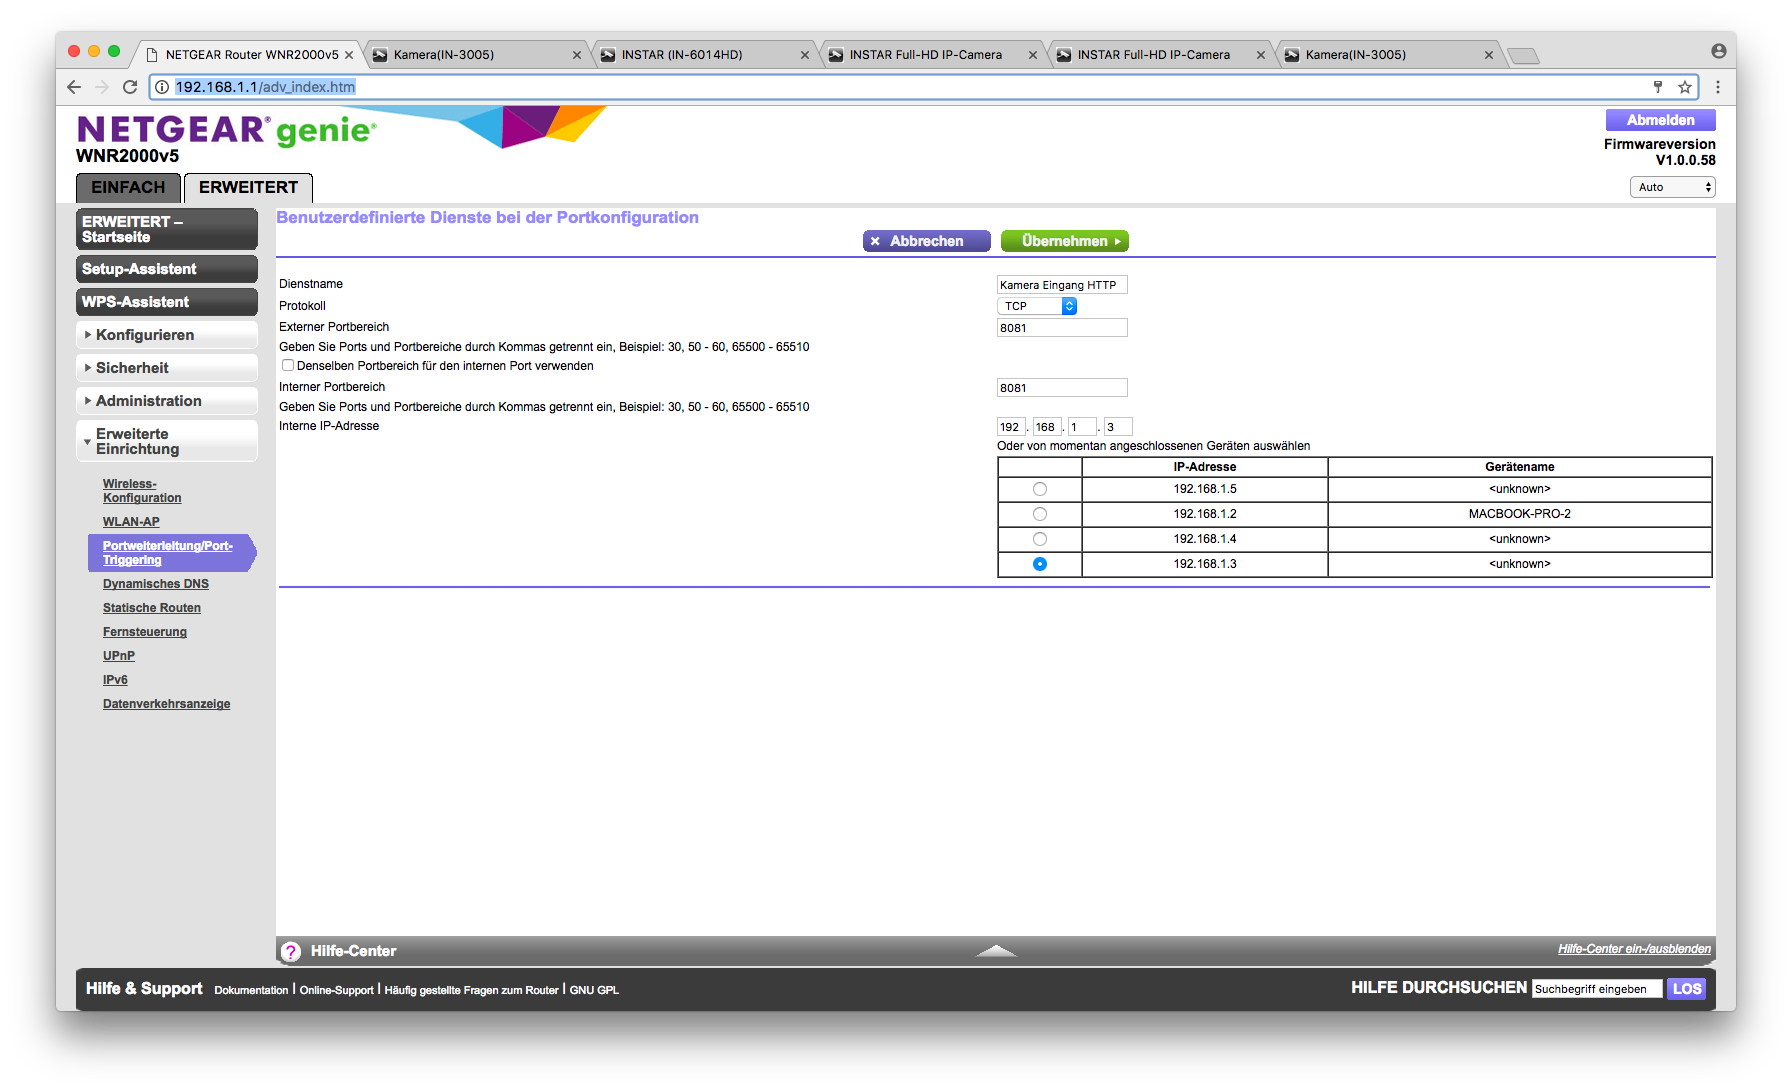 NETGEAR Router WNR2000v5
Kamera(IN-3005)
INSTAR (IN-6014HD)
INSTAR Full-HD IP-Camera
INSTAR Full-HD IP-Camera
Kamera(IN-3005)
192.168.1.1/adv_index.htm
NETGEAR® genie®
WNR2000v5
Abmelden
Firmwareversion
V1.0.0.58
EINFACH
ERWEITERT
Auto
ERWEITERT –
Startseite
Setup-Assistent
WPS-Assistent
Konfigurieren
Sicherheit
Administration
Erweiterte
Einrichtung
Wireless-
Konfiguration
WLAN-AP
Portweiterleitung/Port-
Triggering
Dynamisches DNS
Statische Routen
Fernsteuerung
UPnP
IPv6
Datenverkehrsanzeige
Benutzerdefinierte Dienste bei der Portkonfiguration
Abbrechen
Übernehmen
Dienstname
Kamera Eingang HTTP
Protokoll
TCP
Externer Portbereich
8081
Geben Sie Ports und Portbereiche durch Kommas getrennt ein, Beispiel: 30, 50 - 60, 65500 - 65510
Denselben Portbereich für den internen Port verwenden
Interner Portbereich
8081
Geben Sie Ports und Portbereiche durch Kommas getrennt ein, Beispiel: 30, 50 - 60, 65500 - 65510
Interne IP-Adresse
192 . 168 . 1 . 3
Oder von momentan angeschlossenen Geräten auswählen
IP-Adresse Gerätename
192.168.1.5 <unknown>
192.168.1.2 MACBOOK-PRO-2
192.168.1.4 <unknown>
192.168.1.3 <unknown>
? Hilfe-Center
Hilfe-Center ein-/ausblenden
Hilfe & Support Dokumentation | Online-Support | Häufig gestellte Fragen zum Router | GNU GPL
HILFE DURCHSUCHEN Suchbegriff eingeben LOS